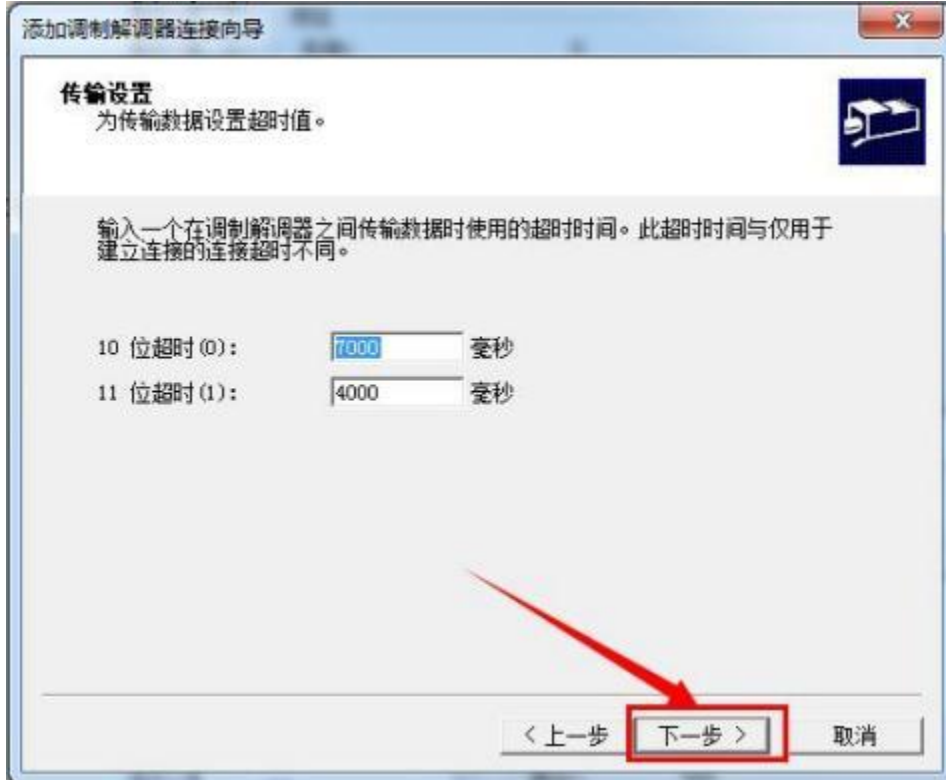 添加调制解调器连接向导
传输设置
为传输数据设置超时值。
输入一个在调制解调器之间传输数据时使用的超时时间。此超时时间与仅用于
建立连接的连接超时不同。
10 位超时(0): 7000 毫秒
11 位超时(1): 4000 毫秒
<上一步 下一步> 取消